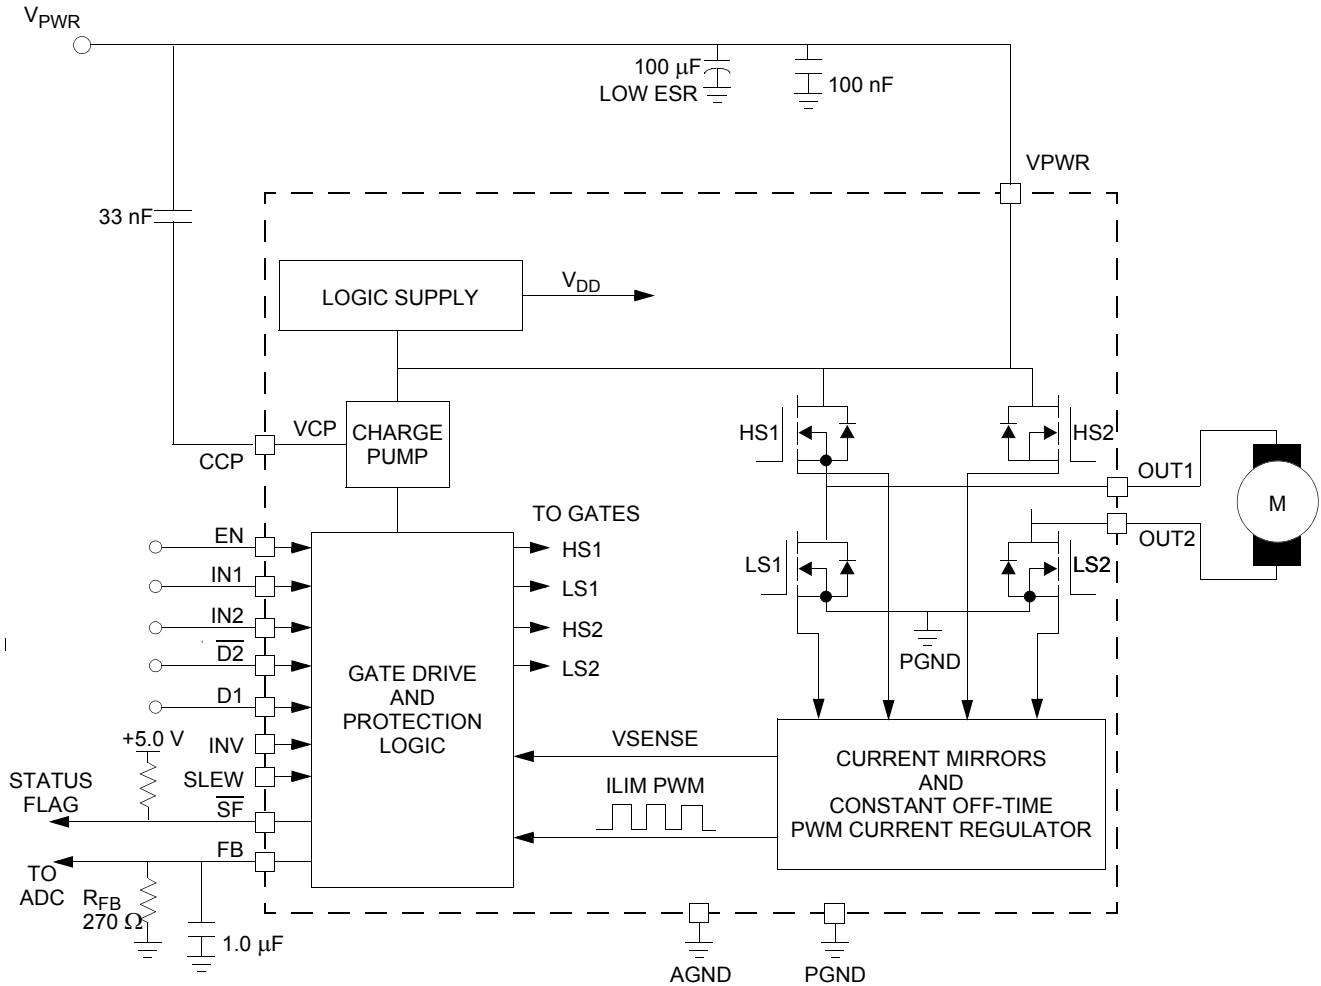 VPWR
100 µF
LOW ESR
100 nF
VPWR
33 nF
LOGIC SUPPLY
VDD
VCP
CHARGE
PUMP
CCP
HS1
HS2
OUT1
M
OUT2
TO GATES
EN
HS1
LS1
LS2
IN1
LS1
IN2
HS2
D2
LS2
PGND
D1
GATE DRIVE
AND
PROTECTION
LOGIC
+5.0 V
INV
VSENSE
CURRENT MIRRORS
AND
CONSTANT OFF-TIME
PWM CURRENT REGULATOR
STATUS
FLAG
SLEW
ILIM PWM
SF
FB
TO
ADC
RFB
270 Ω
1.0 µF
AGND
PGND